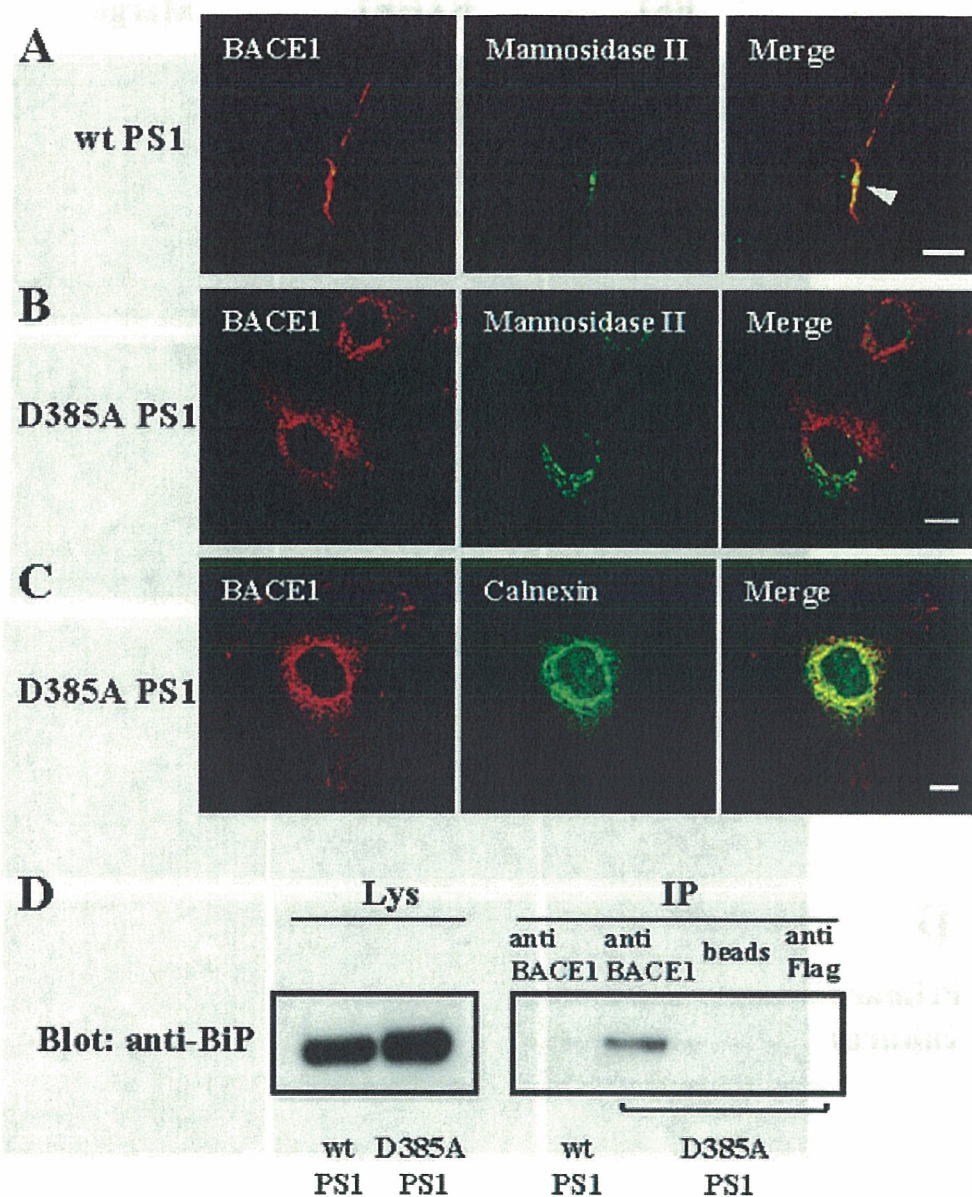 A
wt PS1
BACE1
Mannosidase II
Merge
B
D385A PS1
BACE1
Mannosidase II
Merge
C
D385A PS1
BACE1
Calnexin
Merge
D
Lys
IP
anti BACE1
anti BACE1
beads
anti Flag
Blot: anti-BiP
wt PS1
D385A PS1
wt PS1
D385A PS1